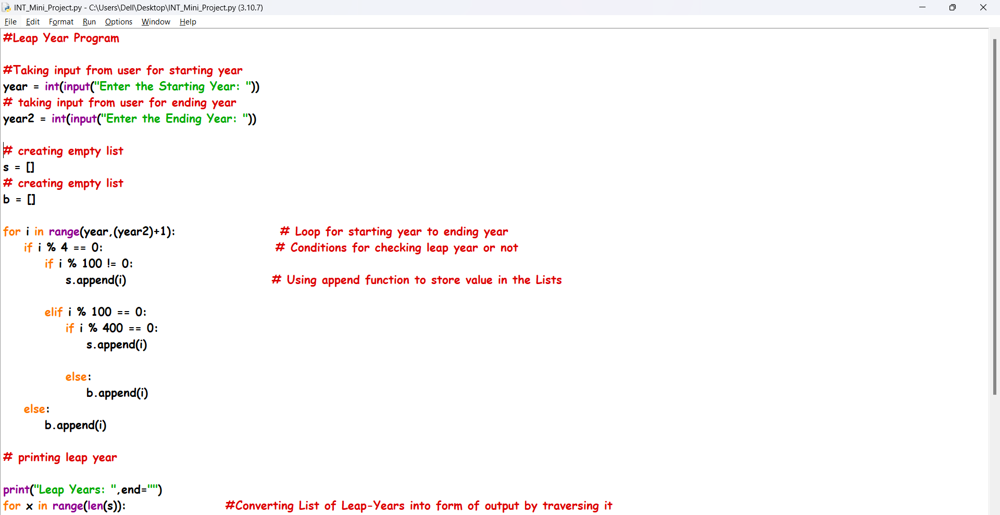 INT_Mini_Project.py - C:\Users\Dell\Desktop\INT_Mini_Project.py (3.10.7)
File Edit Format Run Options Window Help
#Leap Year Program
#Taking input from user for starting year
year = int(input("Enter the Starting Year: "))
# taking input from user for ending year
year2 = int(input("Enter the Ending Year: "))
# creating empty list
s = []
# creating empty list
b = []
for i in range(year,(year2)+1): # Loop for starting year to ending year
if i % 4 == 0: # Conditions for checking leap year or not
if i % 100 != 0:
s.append(i) # Using append function to store value in the Lists
elif i % 100 == 0:
if i % 400 == 0:
s.append(i)
else:
b.append(i)
else:
b.append(i)
# printing leap year
print("Leap Years: ",end="")
for x in range(len(s)): #Converting List of Leap-Years into form of output by traversing it